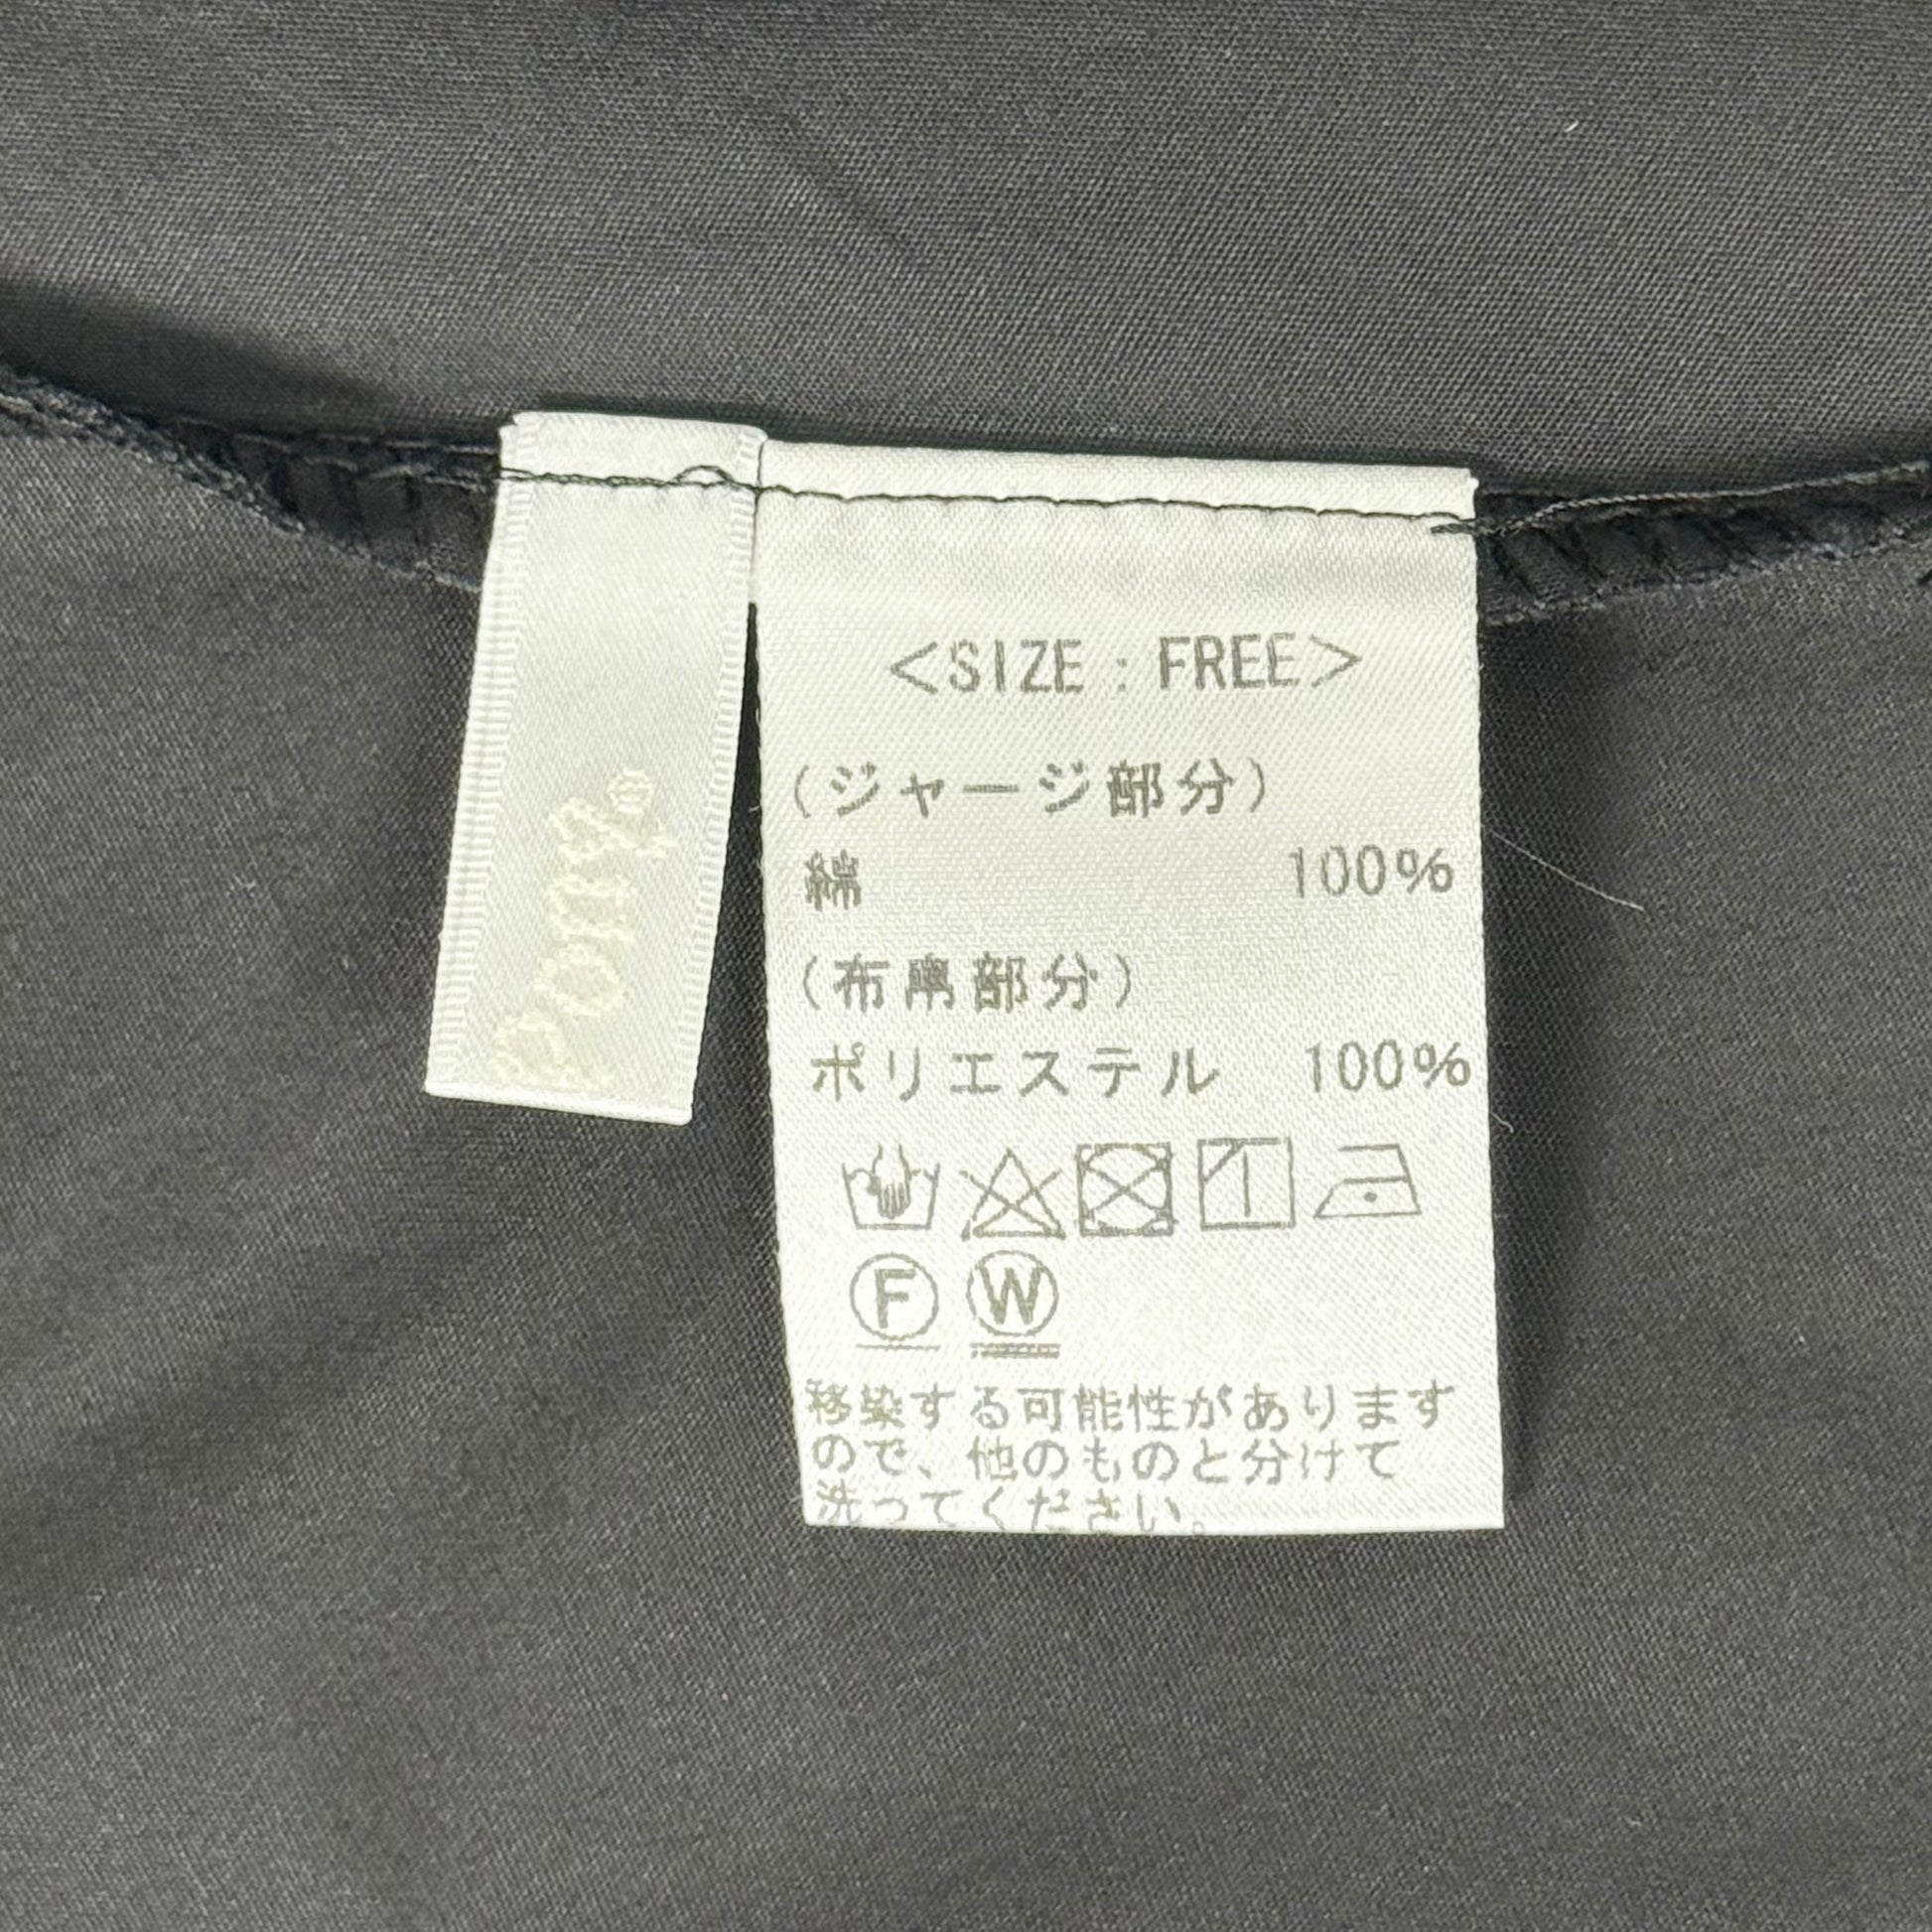 <SIZE : FREE>
(ジャージ部分)
綿 100%
(布帛部分)
ポリエステル 100%
F W
移染する可能性があります
ので、他のものと分けて
洗ってください。